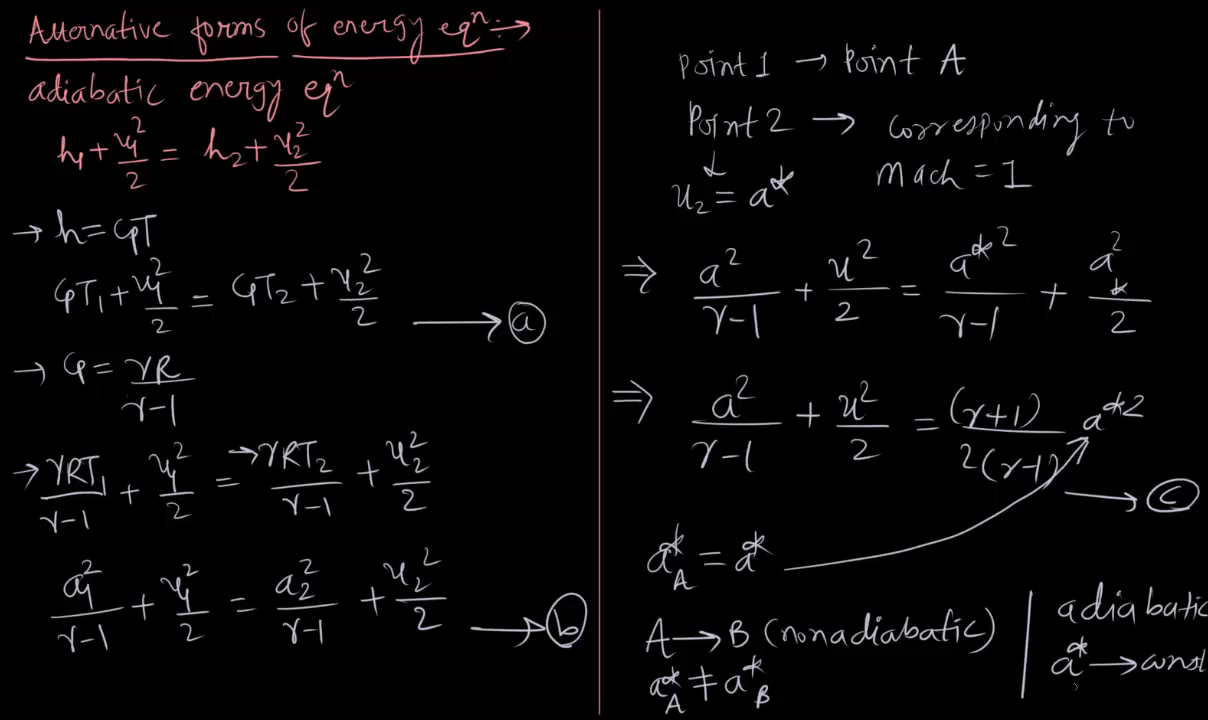 Alternative forms of energy eqⁿ :→
adiabatic energy eqⁿ
h₁ + u₁²/2 = h₂ + u₂²/2
→ h = CpT
CpT₁ + u₁²/2 = CpT₂ + u₂²/2 → (a)
→ Cp = γR/(γ-1)
→ γRT₁/(γ-1) + u₁²/2 = → γRT₂/(γ-1) + u₂²/2
a₁²/(γ-1) + u₁²/2 = a₂²/(γ-1) + u₂²/2 → (b)
Point 1 → Point A
Point 2 → corresponding to
Mach = 1
↓
u₂ = a*
⇒ a²/(γ-1) + u²/2 = a*²/(γ-1) + a*²/2
⇒ a²/(γ-1) + u²/2 = (γ+1)/2(γ-1) a*² → (c)
a*_A = a*
A → B (nonadiabatic)
a*_A ≠ a*_B
adiabatic
a* → const